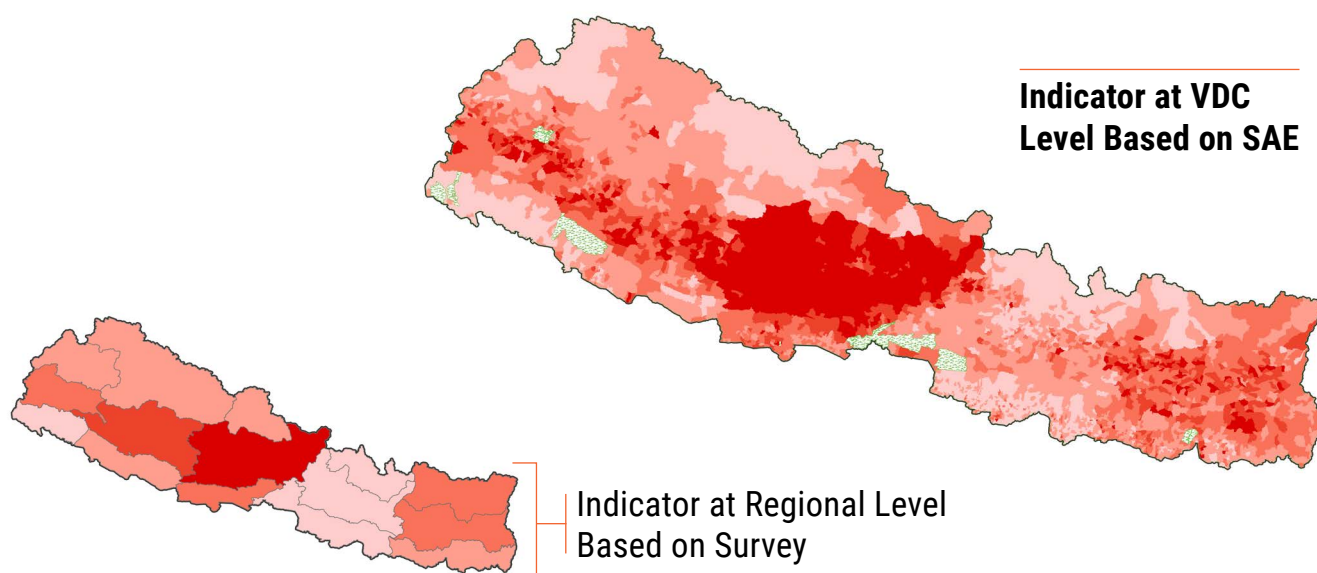 Indicator at VDC
Level Based on SAE
Indicator at Regional Level
Based on Survey